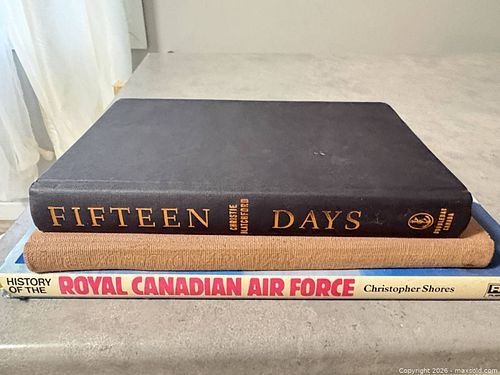 FIFTEEN
CHRISTIE
BLATCHFORD
DAYS
DOUBLEDAY
CANADA
HISTORY
OF THE
ROYAL CANADIAN AIR FORCE
Christopher Shores
Copyright 2026 - maxsold.com